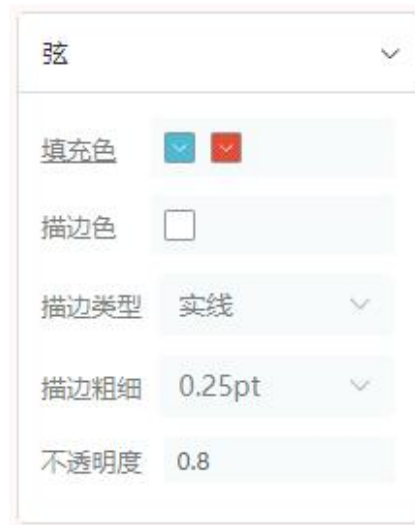 弦
填充色
描边色
描边类型 实线
描边粗细 0.25pt
不透明度 0.8